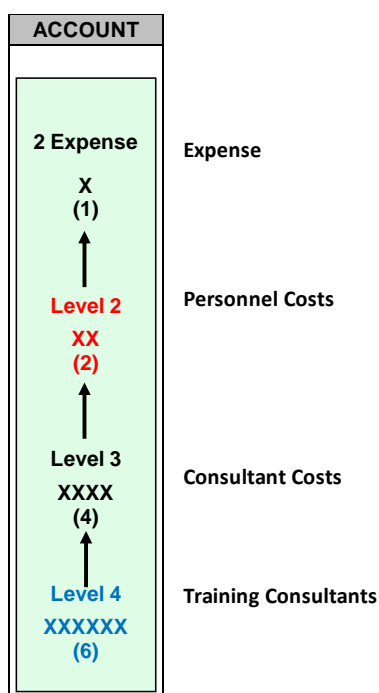 ACCOUNT
2 Expense
Expense
X
(1)
Level 2
Personnel Costs
XX
(2)
Level 3
Consultant Costs
XXXX
(4)
Level 4
Training Consultants
XXXXXX
(6)